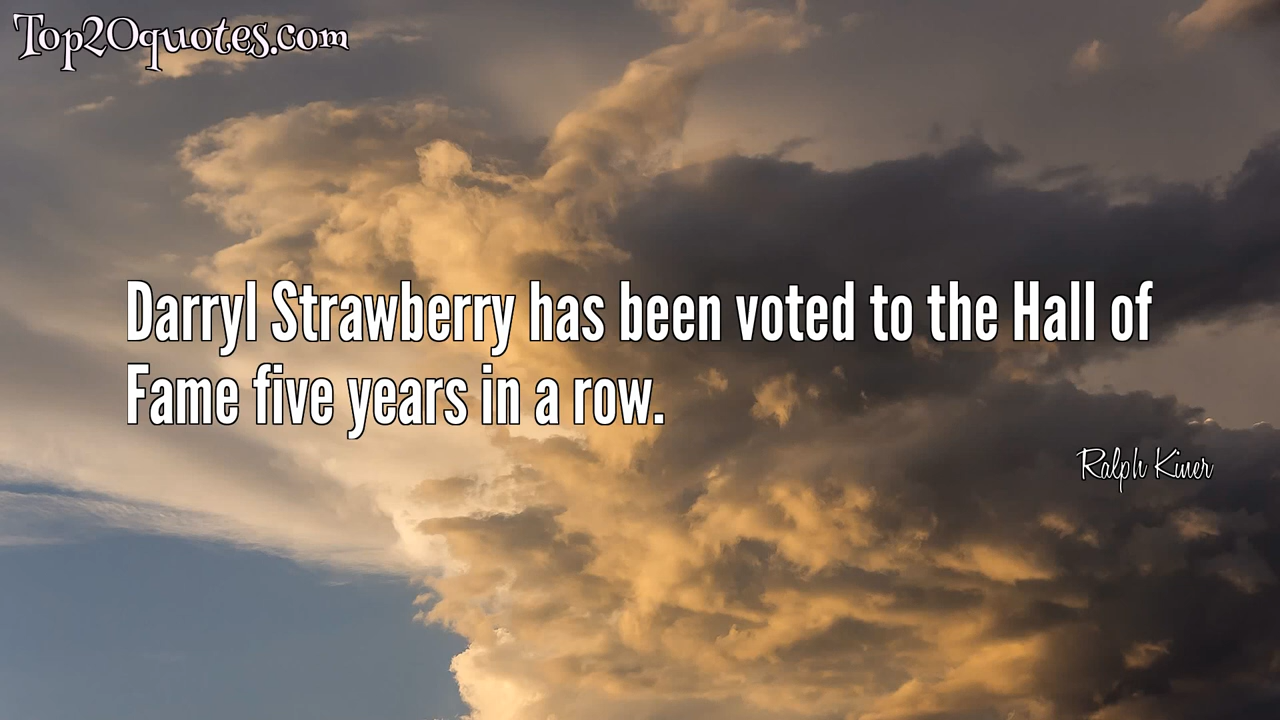 Top20quotes.com
Darryl Strawberry has been voted to the Hall of
Fame five years in a row.
Ralph Kiner